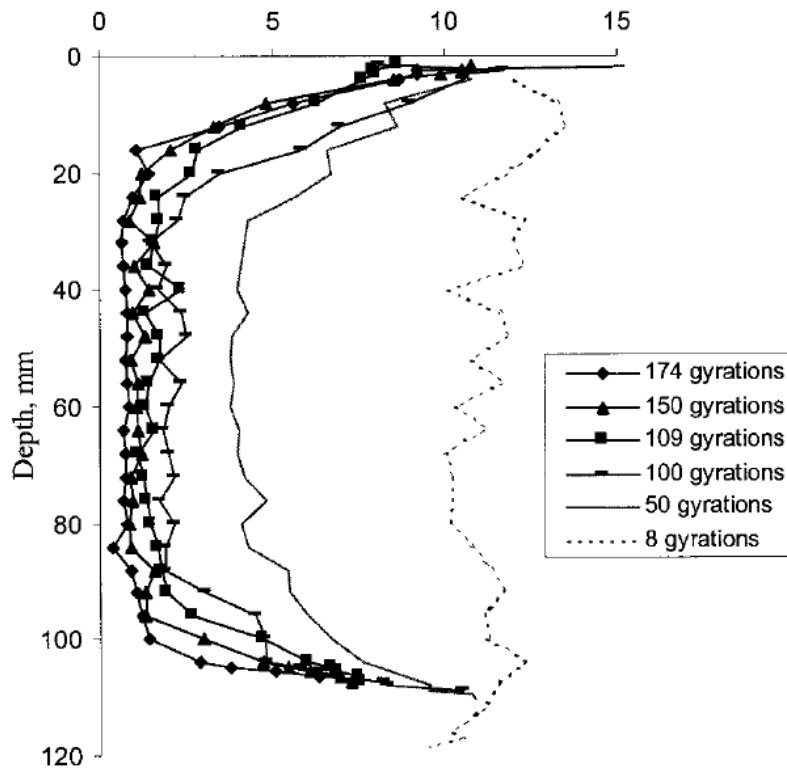 0 5 10 15
0
20
40
60
80
100
120
Depth, mm
174 gyrations
150 gyrations
109 gyrations
100 gyrations
50 gyrations
8 gyrations